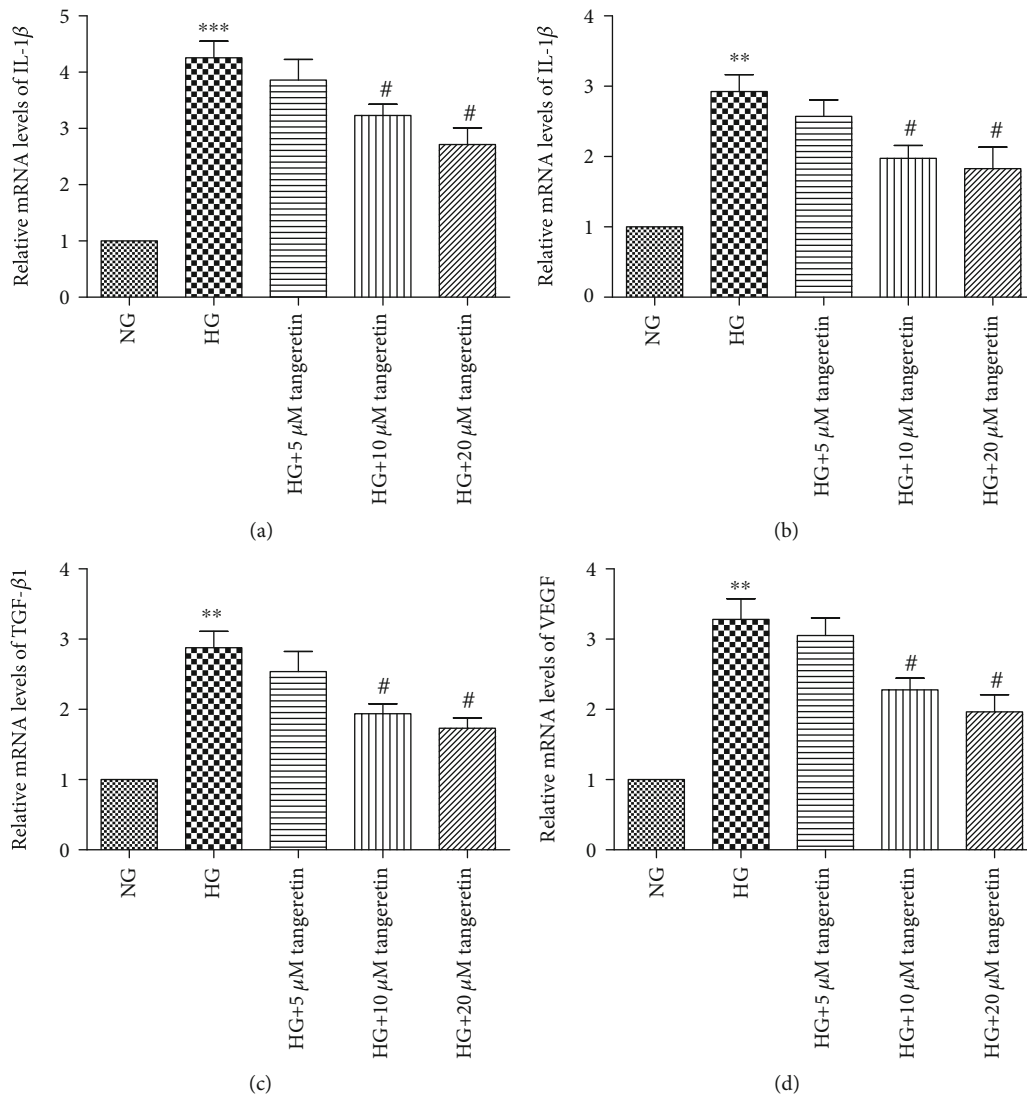 Relative mRNA levels of IL-1β
5
4
3
2
1
0
***
#
#
NG
HG
HG+5 μM tangeretin
HG+10 μM tangeretin
HG+20 μM tangeretin
(a)
Relative mRNA levels of IL-1β
4
3
2
1
0
**
#
#
NG
HG
HG+5 μM tangeretin
HG+10 μM tangeretin
HG+20 μM tangeretin
(b)
Relative mRNA levels of TGF-β1
4
3
2
1
0
**
#
#
NG
HG
HG+5 μM tangeretin
HG+10 μM tangeretin
HG+20 μM tangeretin
(c)
Relative mRNA levels of VEGF
4
3
2
1
0
**
#
#
NG
HG
HG+5 μM tangeretin
HG+10 μM tangeretin
HG+20 μM tangeretin
(d)